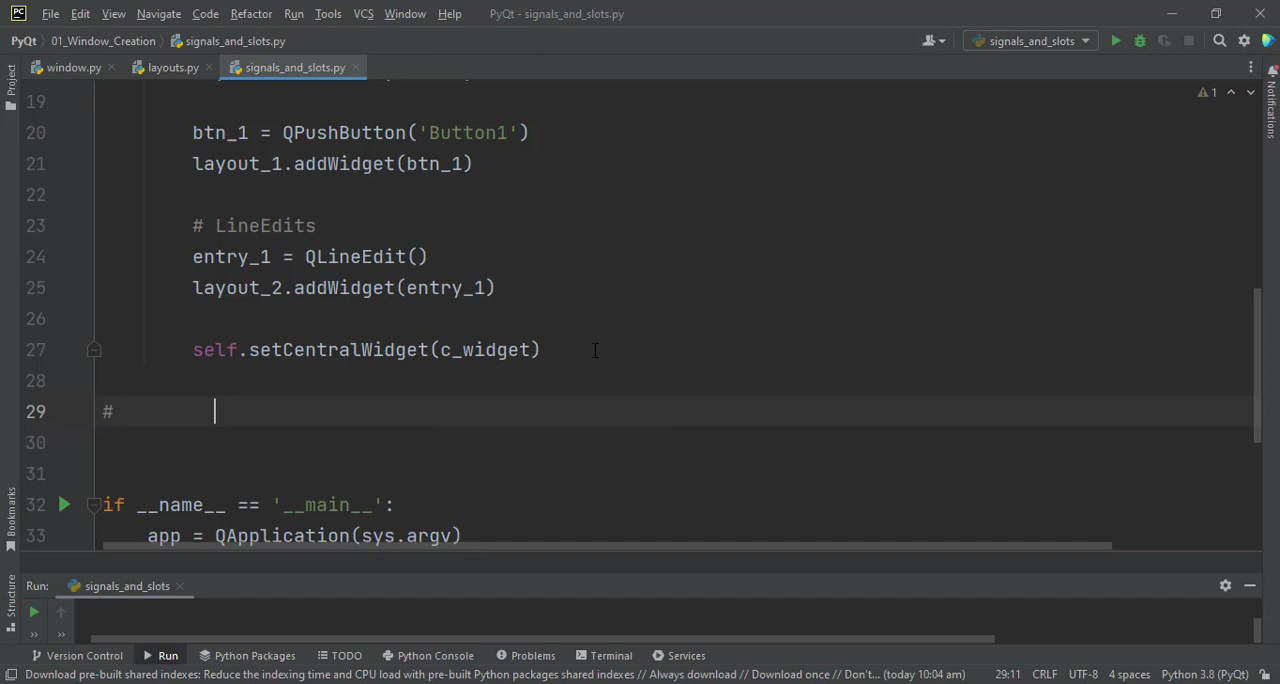 PC File Edit View Navigate Code Refactor Run Tools VCS Window Help PyQt - signals_and_slots.py
PyQt 01_Window_Creation signals_and_slots.py signals_and_slots
Project window.py layouts.py signals_and_slots.py Notifications
19 1
20 btn_1 = QPushButton('Button1')
21 layout_1.addWidget(btn_1)
22
23 # LineEdits
24 entry_1 = QLineEdit()
25 layout_2.addWidget(entry_1)
26
27 self.setCentralWidget(c_widget)
28
29 #
30
31
32 if __name__ == '__main__':
33 app = QApplication(sys.argv)
Bookmarks
Structure
Run: signals_and_slots
Version Control Run Python Packages TODO Python Console Problems Terminal Services
Download pre-built shared indexes: Reduce the indexing time and CPU load with pre-built Python packages shared indexes // Always download // Download once // Don't... (today 10:04 am) 29:11 CRLF UTF-8 4 spaces Python 3.8 (PyQt)